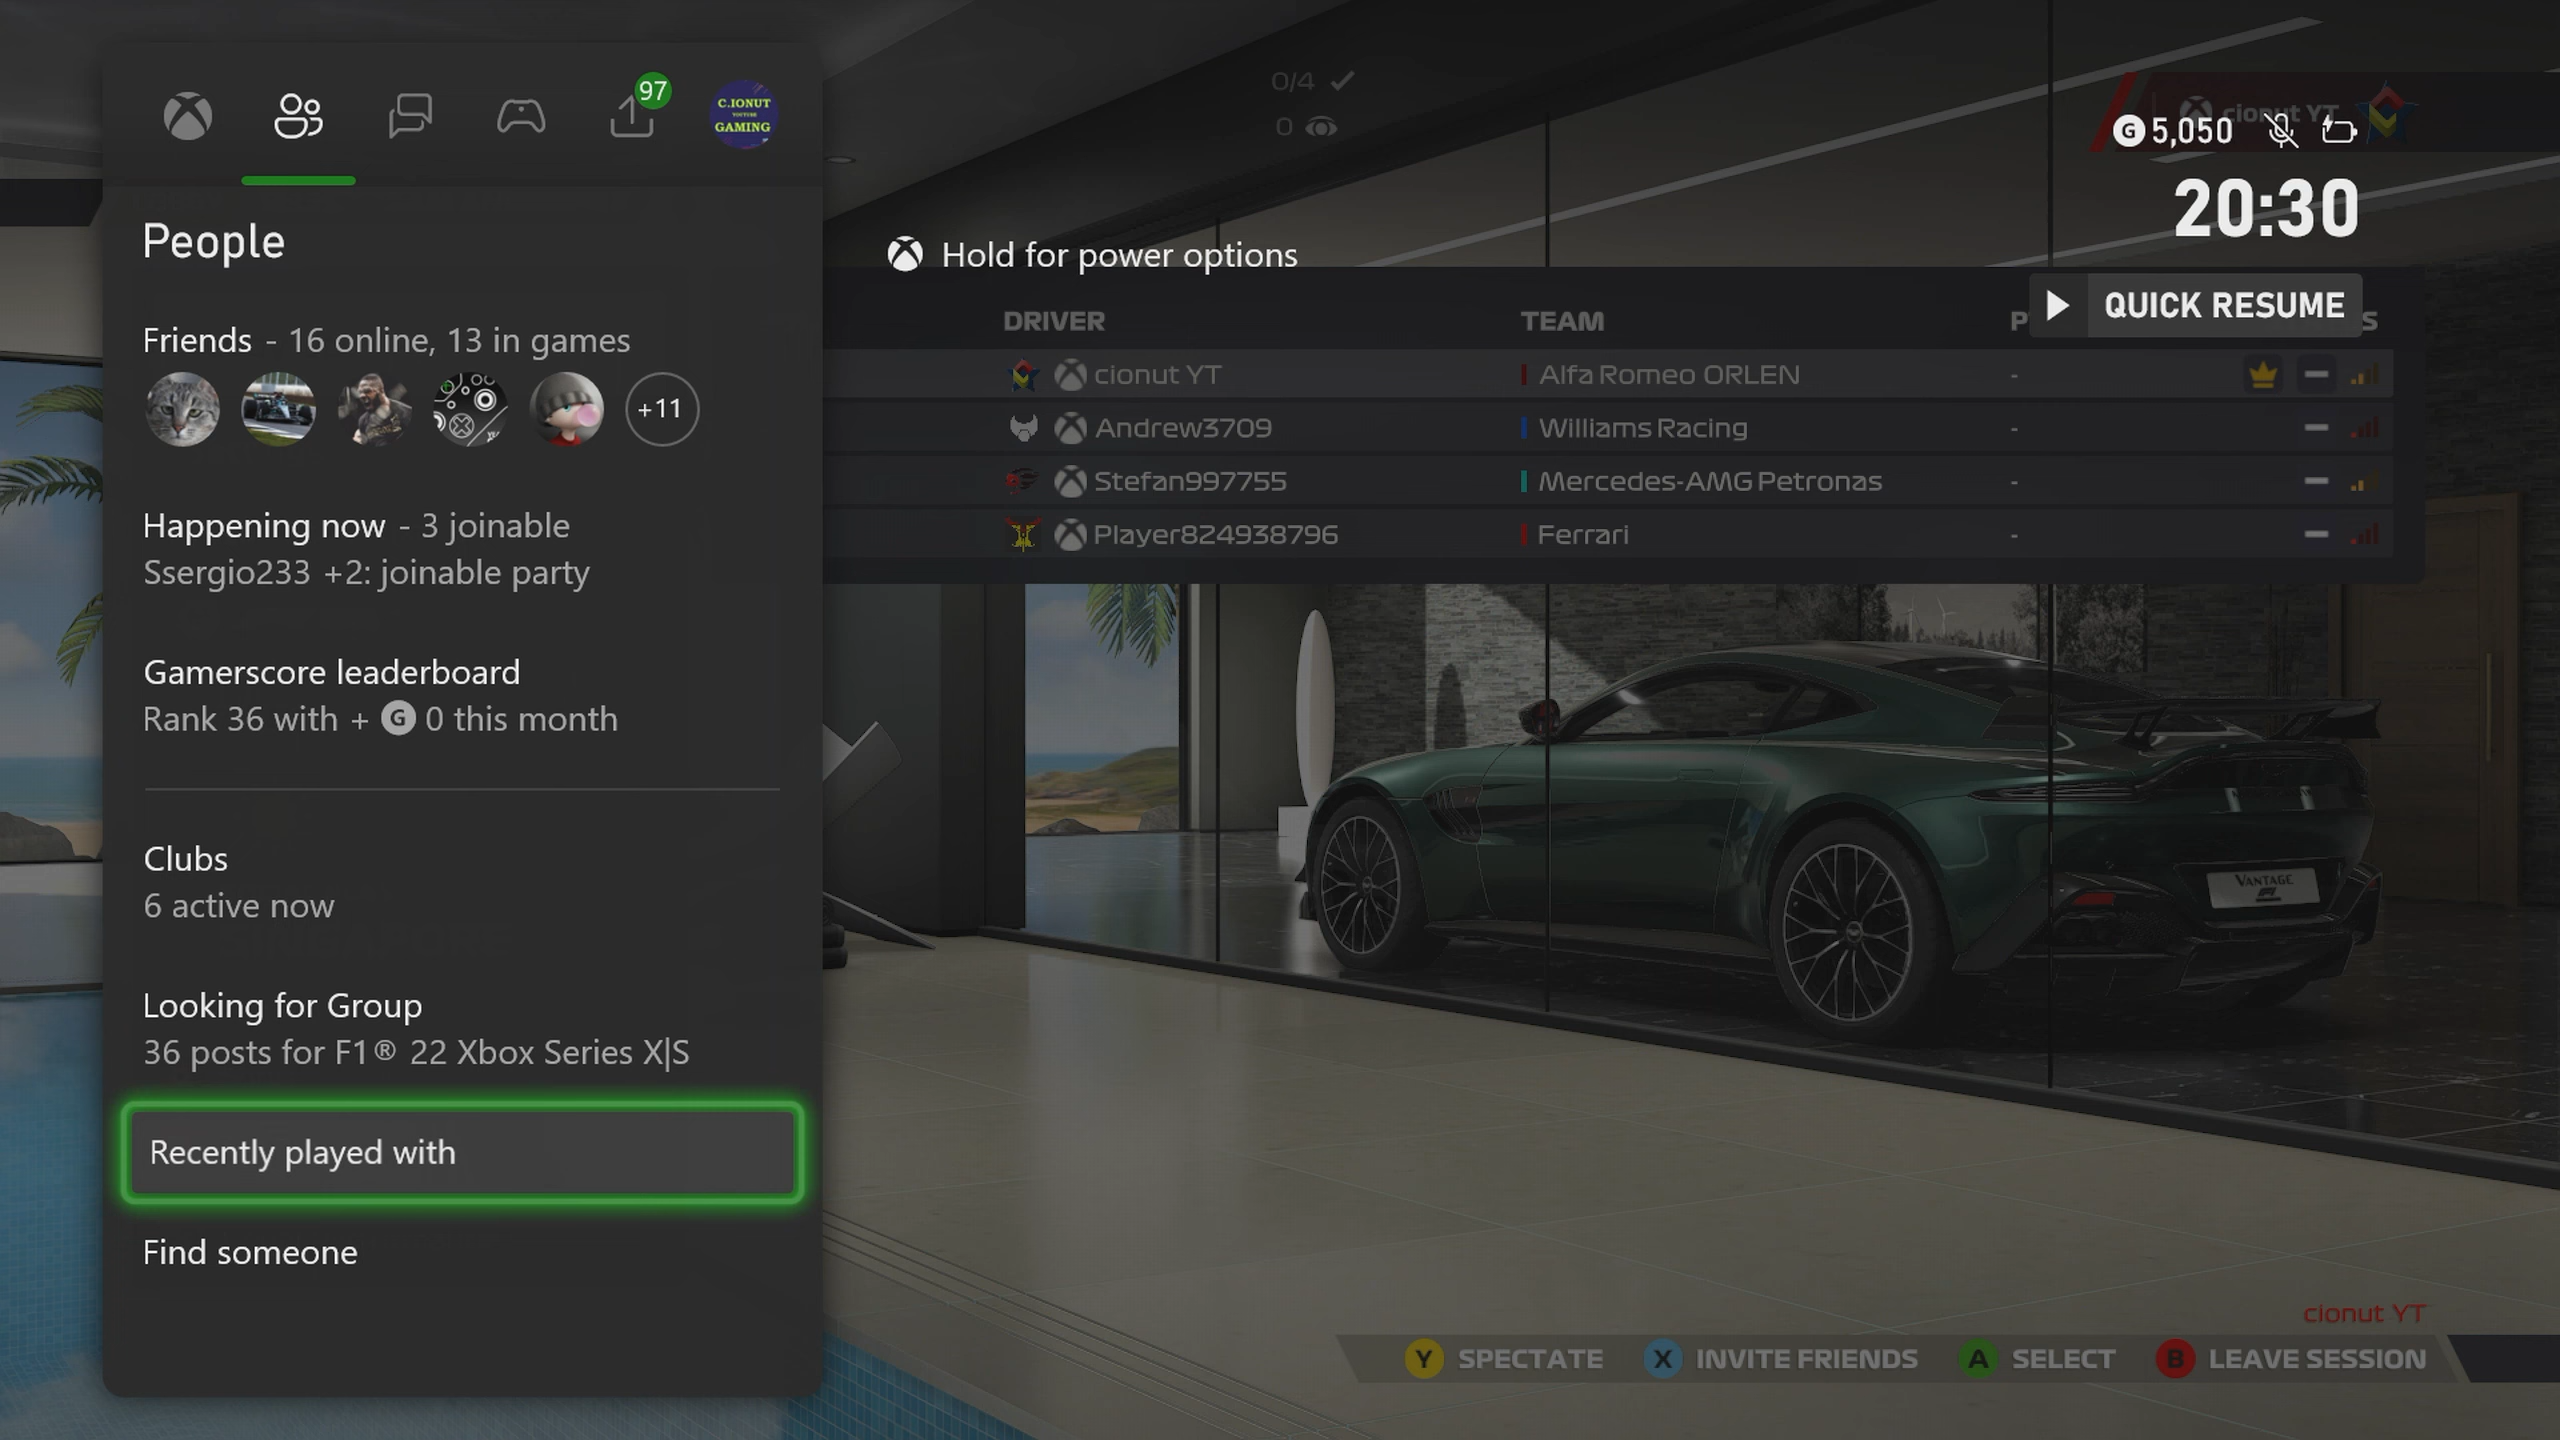 97
C.IONUT
YOUTUBE
GAMING
People
Friends - 16 online, 13 in games
+11
Happening now - 3 joinable
Ssergio233 +2: joinable party
Gamerscore leaderboard
Rank 36 with + G 0 this month
Clubs
6 active now
Looking for Group
36 posts for F1® 22 Xbox Series X|S
Recently played with
Find someone
0/4
0
Hold for power options
cionut YT
G 5,050
20:30
QUICK RESUME
DRIVER TEAM P S
cionut YT Alfa Romeo ORLEN -
Andrew3709 Williams Racing -
Stefan997755 Mercedes-AMG Petronas -
Player824938796 Ferrari -
VANTAGE
F1
cionut YT
Y SPECTATE X INVITE FRIENDS A SELECT B LEAVE SESSION